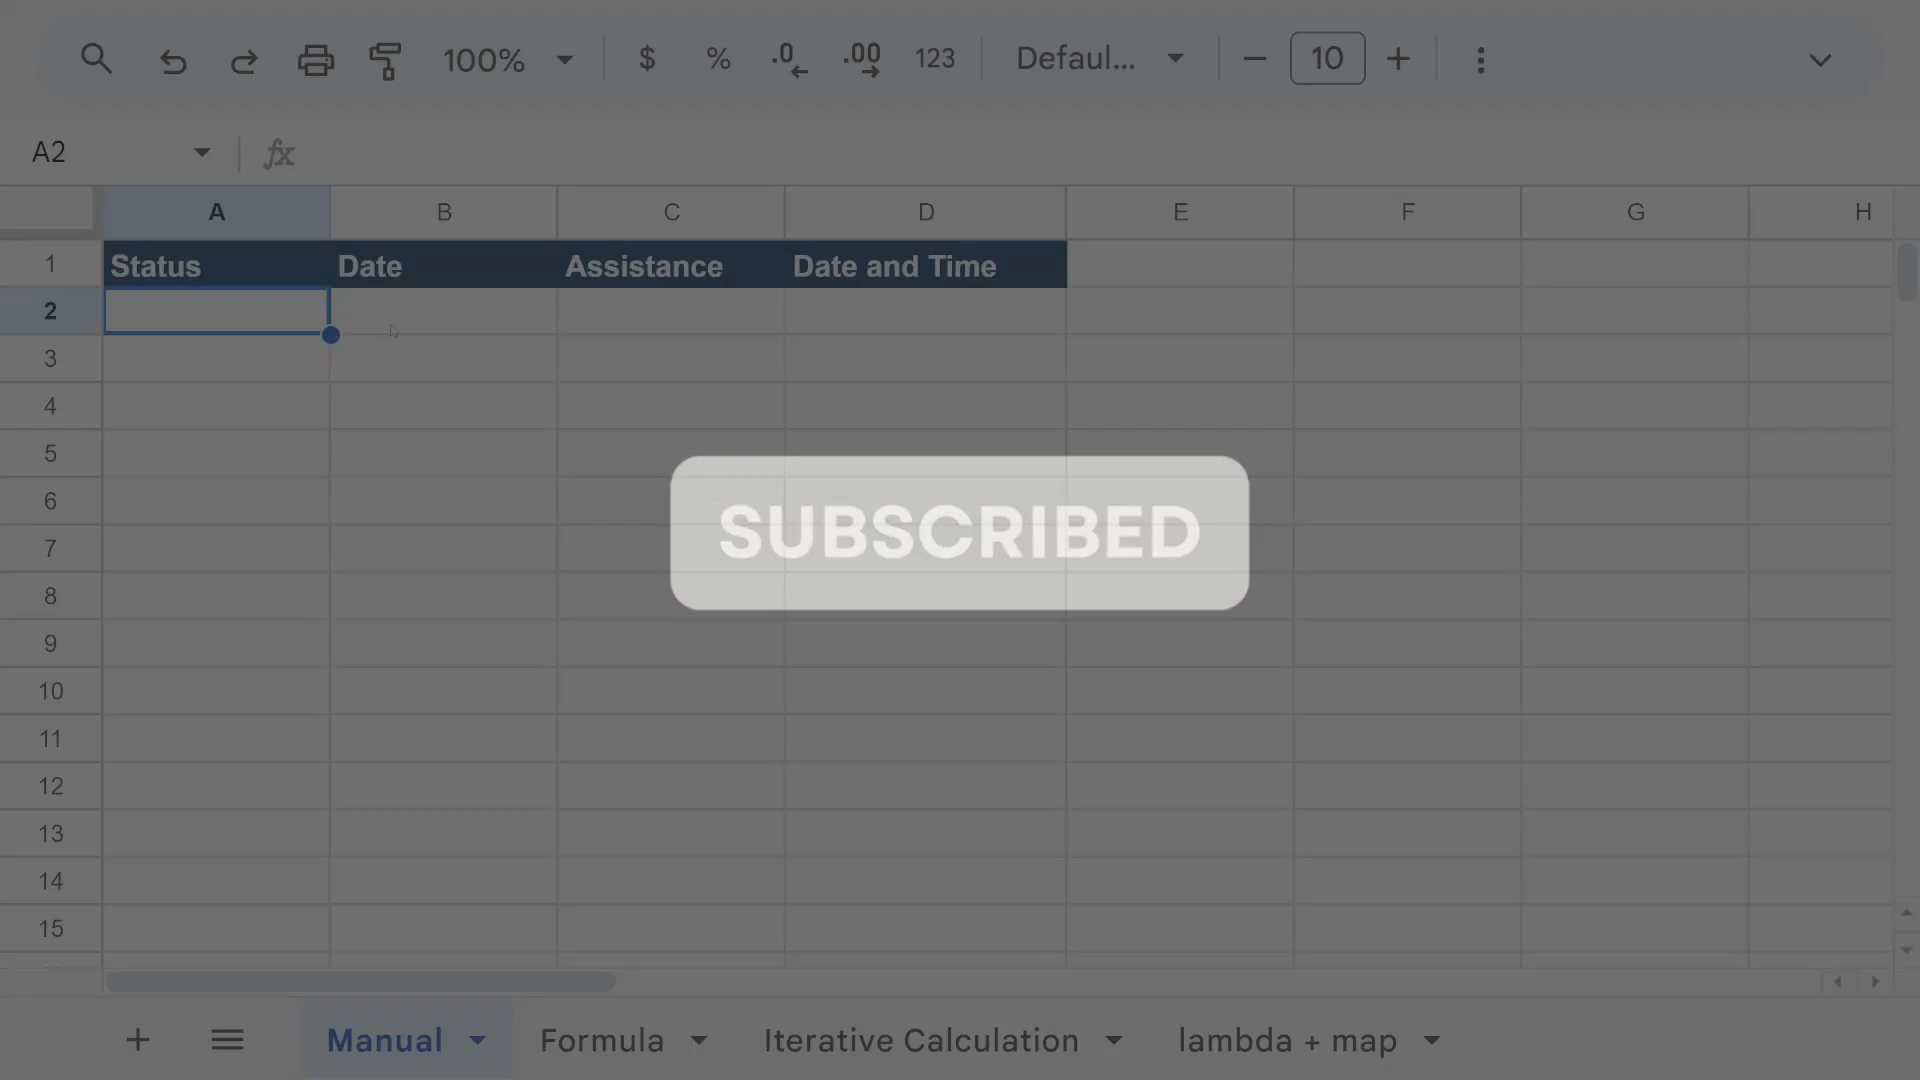 100% $ % .0 .00 123 Defaul... 10
A2 fx
A B C D E F G H
1 Status Date Assistance Date and Time
2
3
4
5
6
7
SUBSCRIBED
8
9
10
11
12
13
14
15
Manual Formula Iterative Calculation lambda + map